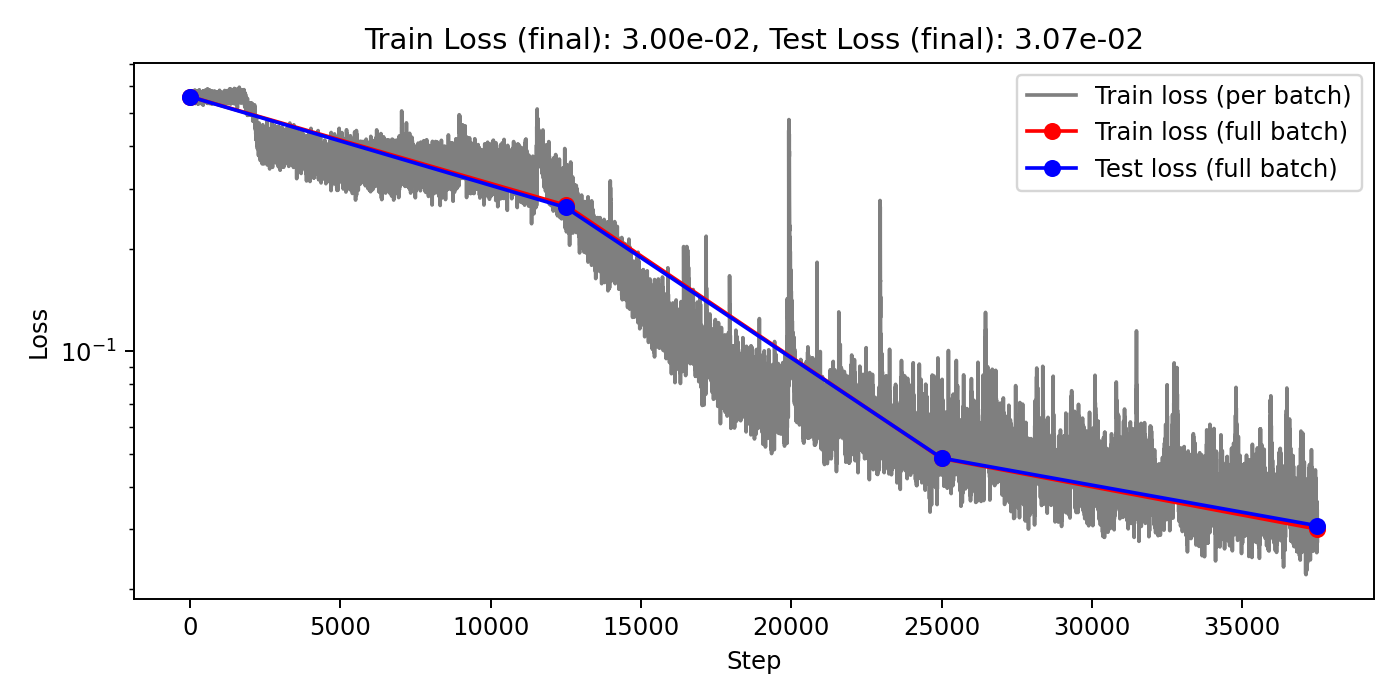 Train Loss (final): 3.00e-02, Test Loss (final): 3.07e-02
Train loss (per batch)
Train loss (full batch)
Test loss (full batch)
Loss
10⁻¹
0 5000 10000 15000 20000 25000 30000 35000
Step